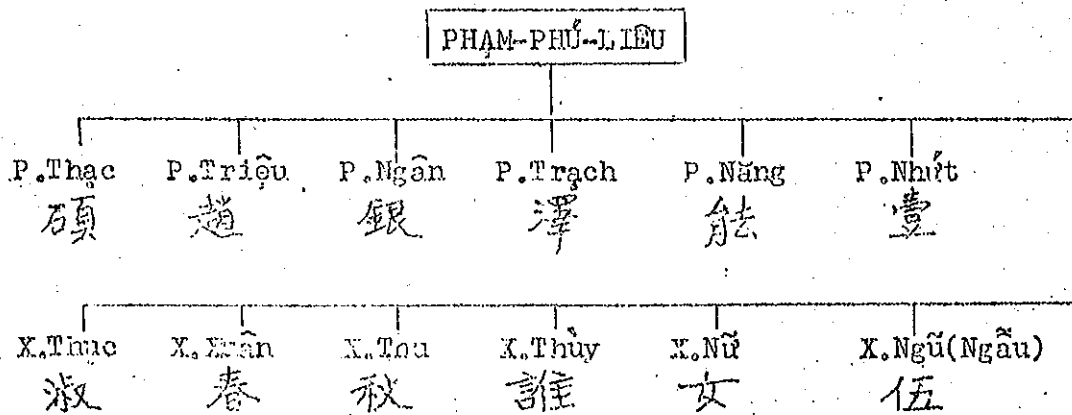 PHẠM-PHÚ-LIÊU
P.Thạc P.Triệu P.Ngân P.Trạch P.Năng P.Nhứt
碩 趙 銀 澤 能 壹
X.Thục X.Xuân X.Thu X.Thùy X.Nữ X.Ngũ(Ngẫu)
淑 春 秋 誰 女 伍